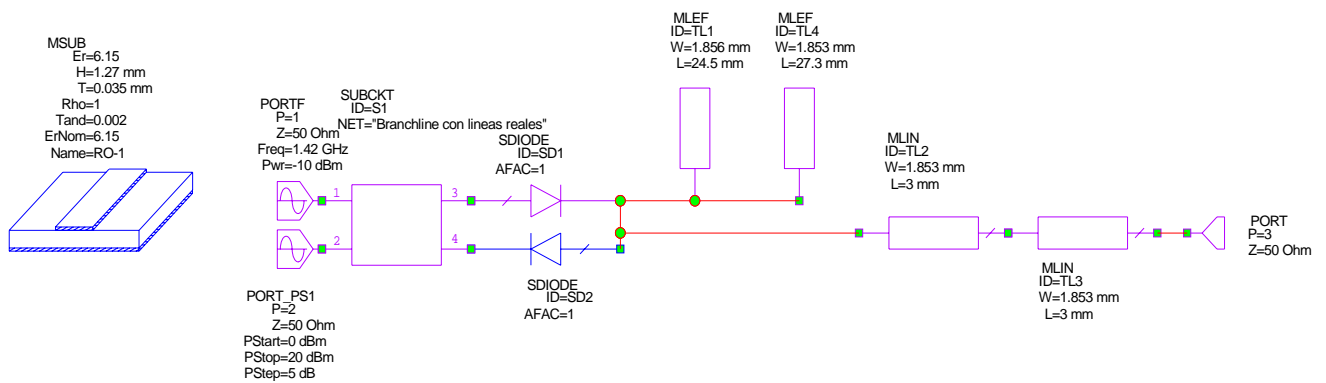 MSUB
Er=6.15
H=1.27 mm
T=0.035 mm
Rho=1
Tand=0.002
ErNom=6.15
Name=RO-1
PORTF
P=1
Z=50 Ohm
Freq=1.42 GHz
Pwr=-10 dBm
SUBCKT
ID=S1
NET="Branchline con lineas reales"
1
2
3
4
SDIODE
ID=SD1
AFAC=1
MLEF
ID=TL1
W=1.856 mm
L=24.5 mm
MLEF
ID=TL4
W=1.853 mm
L=27.3 mm
MLIN
ID=TL2
W=1.853 mm
L=3 mm
PORT
P=3
Z=50 Ohm
PORT_PS1
P=2
Z=50 Ohm
PStart=0 dBm
PStop=20 dBm
PStep=5 dB
SDIODE
ID=SD2
AFAC=1
MLIN
ID=TL3
W=1.853 mm
L=3 mm